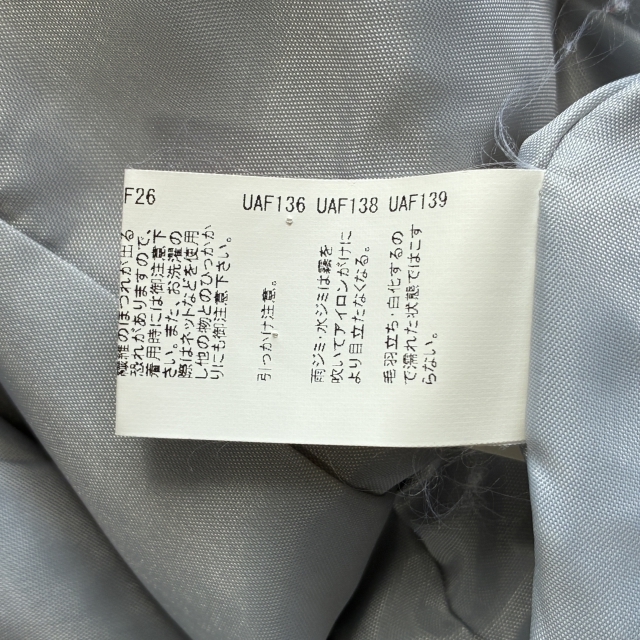 F26
UAF136 UAF138 UAF139
繊維のほつれが出る
恐れがありますので、
着用時には御注意下
さい。また、お洗濯の
際はネットなどを使用
し他の物とのひっかか
りにも御注意下さい。
引っかけ注意。
雨ジミ・水ジミは霧を
吹いてアイロンがけに
より目立たなくなる。
毛羽立ち・白化するの
で濡れた状態ではこす
らない。